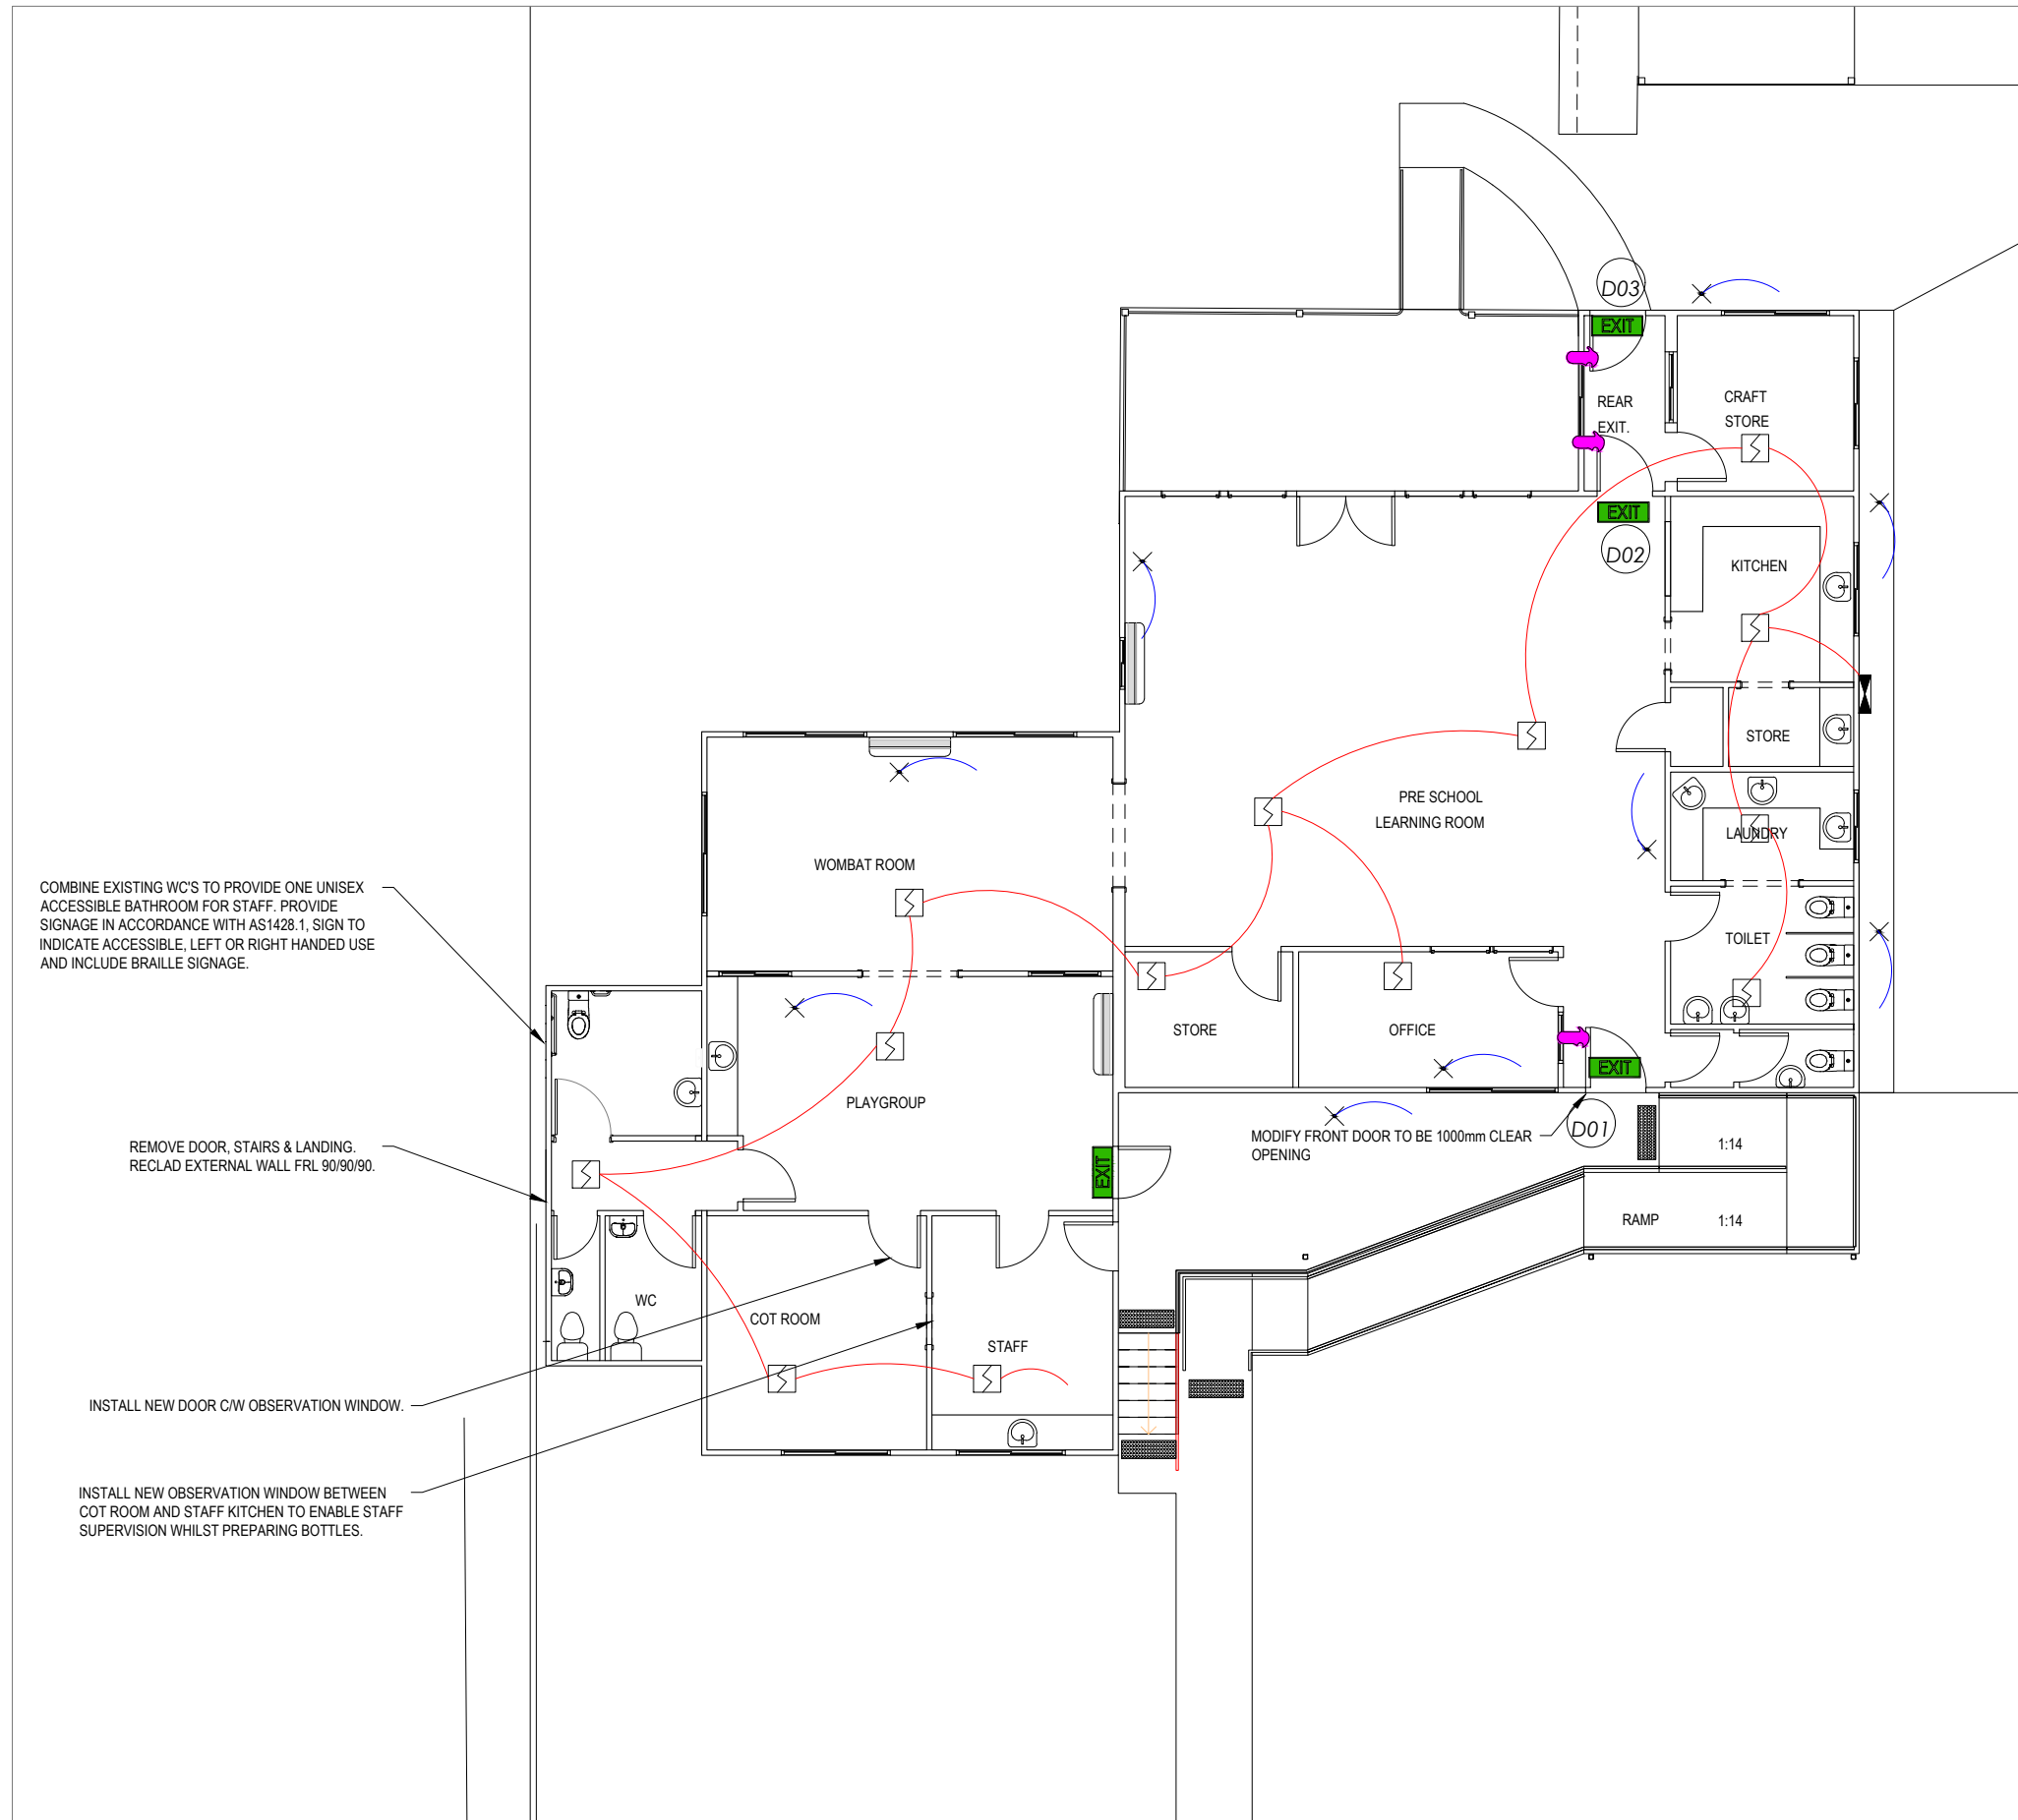 D03
EXIT
REAR
EXIT.
CRAFT
STORE
EXIT
D02
KITCHEN
STORE
PRE SCHOOL
LEARNING ROOM
LAUNDRY
WOMBAT ROOM
COMBINE EXISTING WC'S TO PROVIDE ONE UNISEX
ACCESSIBLE BATHROOM FOR STAFF. PROVIDE
SIGNAGE IN ACCORDANCE WITH AS1428.1, SIGN TO
INDICATE ACCESSIBLE, LEFT OR RIGHT HANDED USE
AND INCLUDE BRAILLE SIGNAGE.
TOILET
STORE
OFFICE
EXIT
PLAYGROUP
MODIFY FRONT DOOR TO BE 1000mm CLEAR
OPENING
D01
REMOVE DOOR, STAIRS & LANDING.
RECLAD EXTERNAL WALL FRL 90/90/90.
EXIT
1:14
RAMP
1:14
WC
COT ROOM
STAFF
INSTALL NEW DOOR C/W OBSERVATION WINDOW.
INSTALL NEW OBSERVATION WINDOW BETWEEN
COT ROOM AND STAFF KITCHEN TO ENABLE STAFF
SUPERVISION WHILST PREPARING BOTTLES.